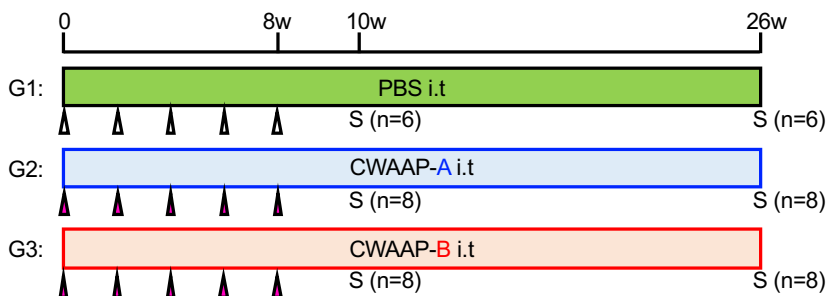 0 8w 10w 26w
G1: PBS i.t
S (n=6) S (n=6)
G2: CWAAP-A i.t
S (n=8) S (n=8)
G3: CWAAP-B i.t
S (n=8) S (n=8)